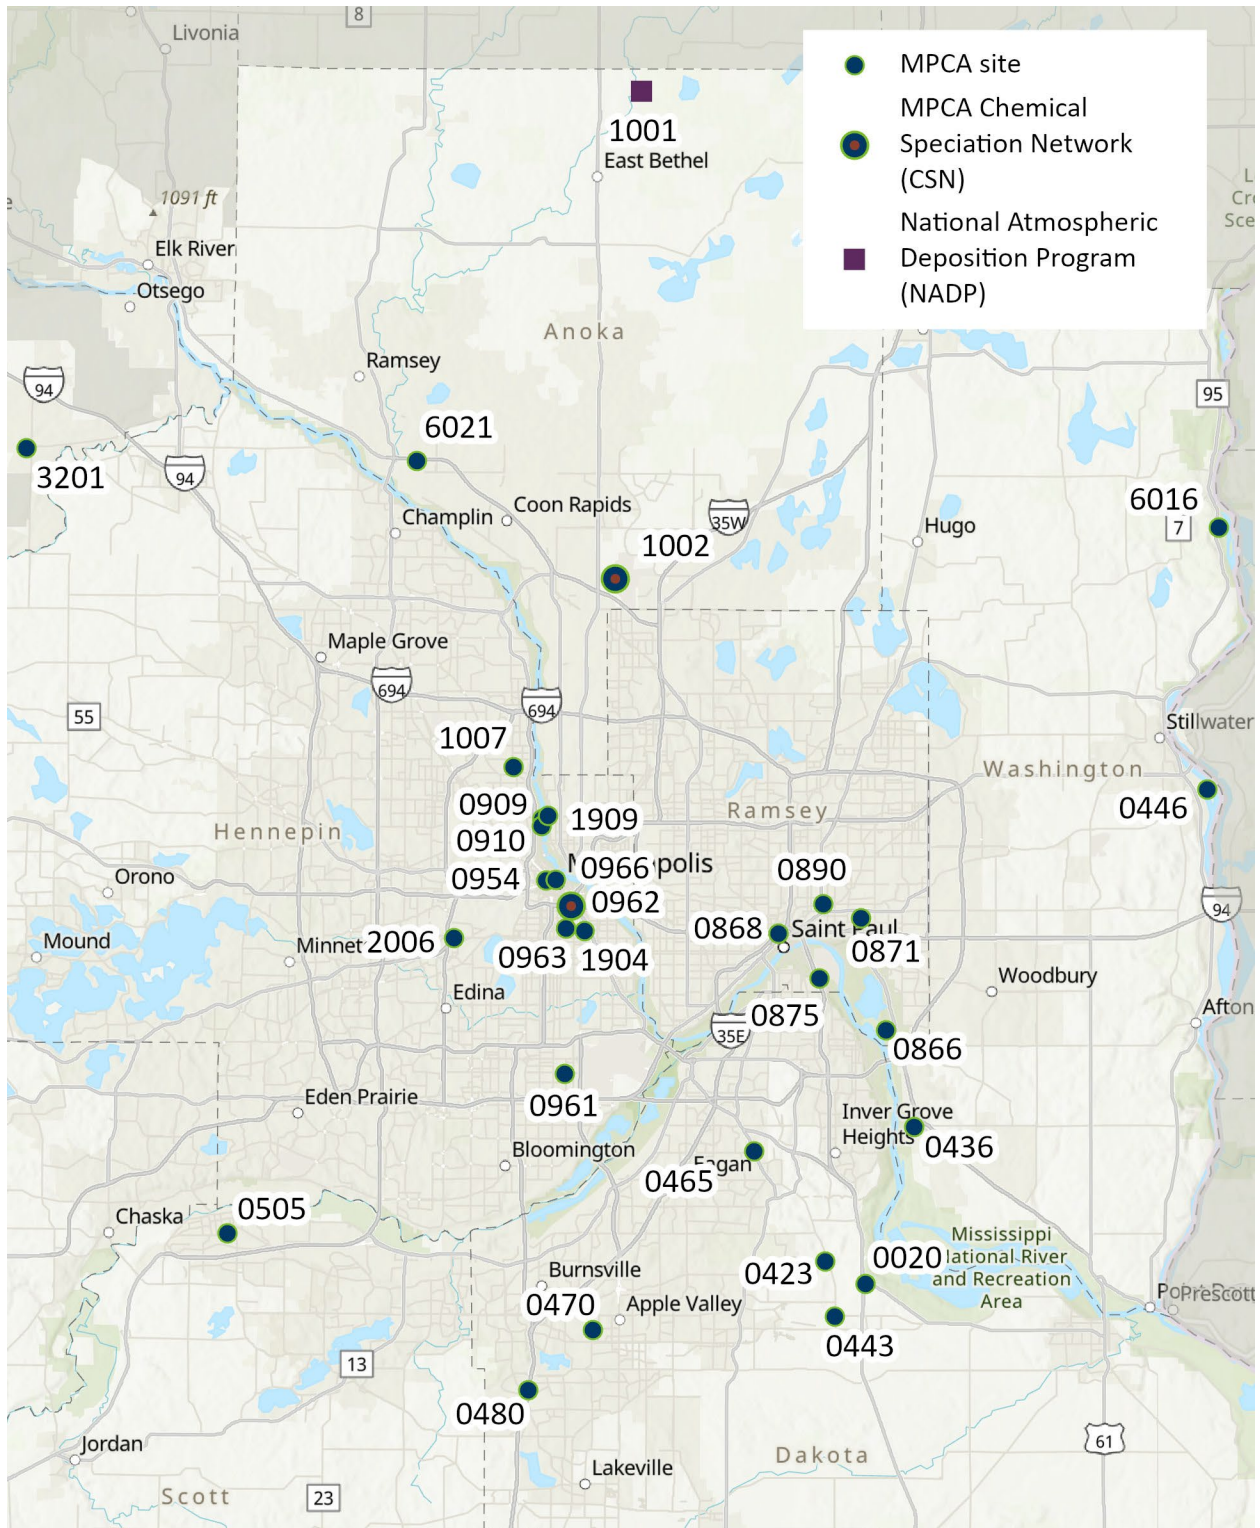 8
Livonia
MPCA site
MPCA Chemical
Speciation Network
(CSN)
National Atmospheric
Deposition Program
(NADP)
1001
East Bethel
1091 ft
Elk River
Otsego
Anoka
Ramsey
94
95
6021
3201
94
Coon Rapids
Champlin
35W
6016
7
Hugo
1002
Maple Grove
694
694
55
Stillwater
1007
Washington
0909
1909
0446
Ramsey
Hennepin
0910
0966
0954
Orono
0890
0962
94
Mound
2006
0868
Saint Paul
0871
0963
1904
Woodbury
Edina
Afton
0875
35E
0866
Eden Prairie
0961
Inver Grove
Heights
0436
Bloomington
Eagan
0465
Chaska
0505
Mississippi
National River
and Recreation
Area
0020
0423
Burnsville
0470
Apple Valley
Prescott
0443
13
0480
Jordan
61
Dakota
Lakeville
Scott
23